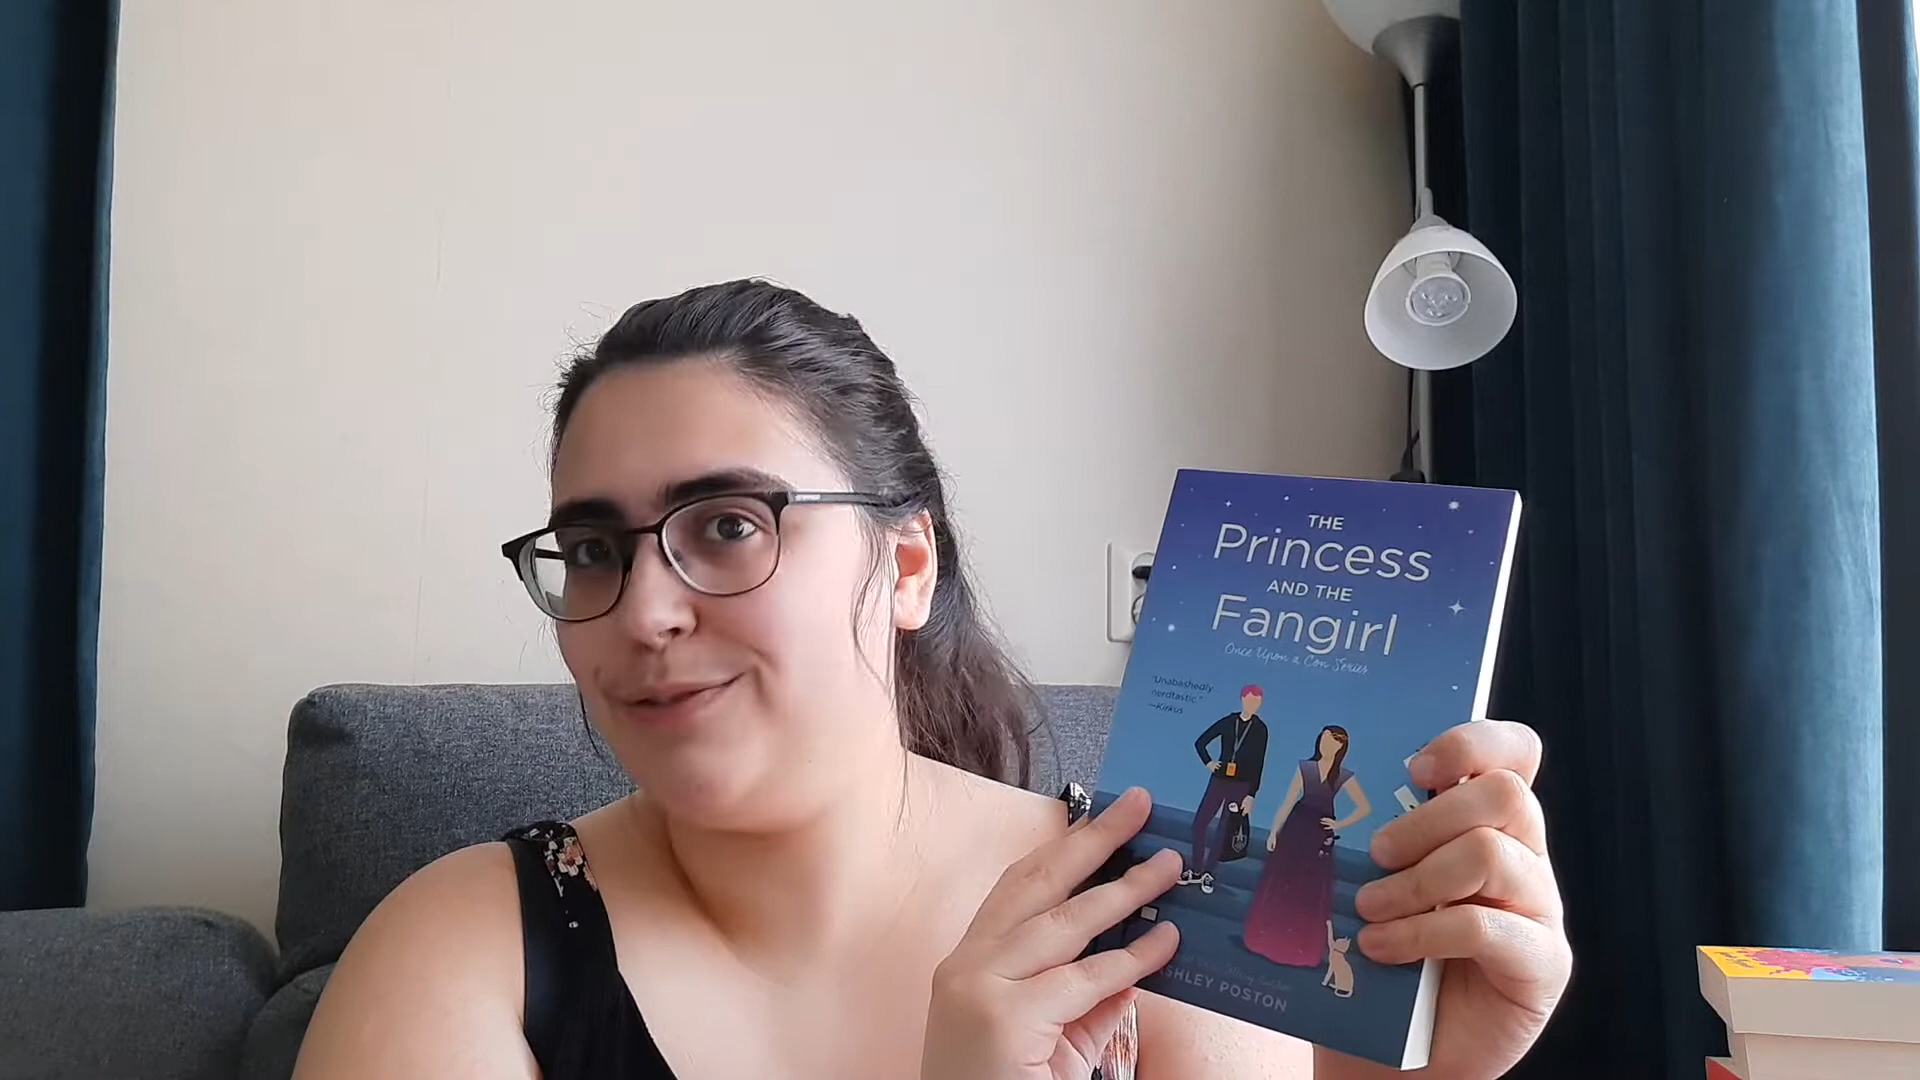 THE
Princess
AND THE
Fangirl
Once Upon a Con Series
"Unabashedly
nerdtastic."
—Kirkus
ASHLEY POSTON